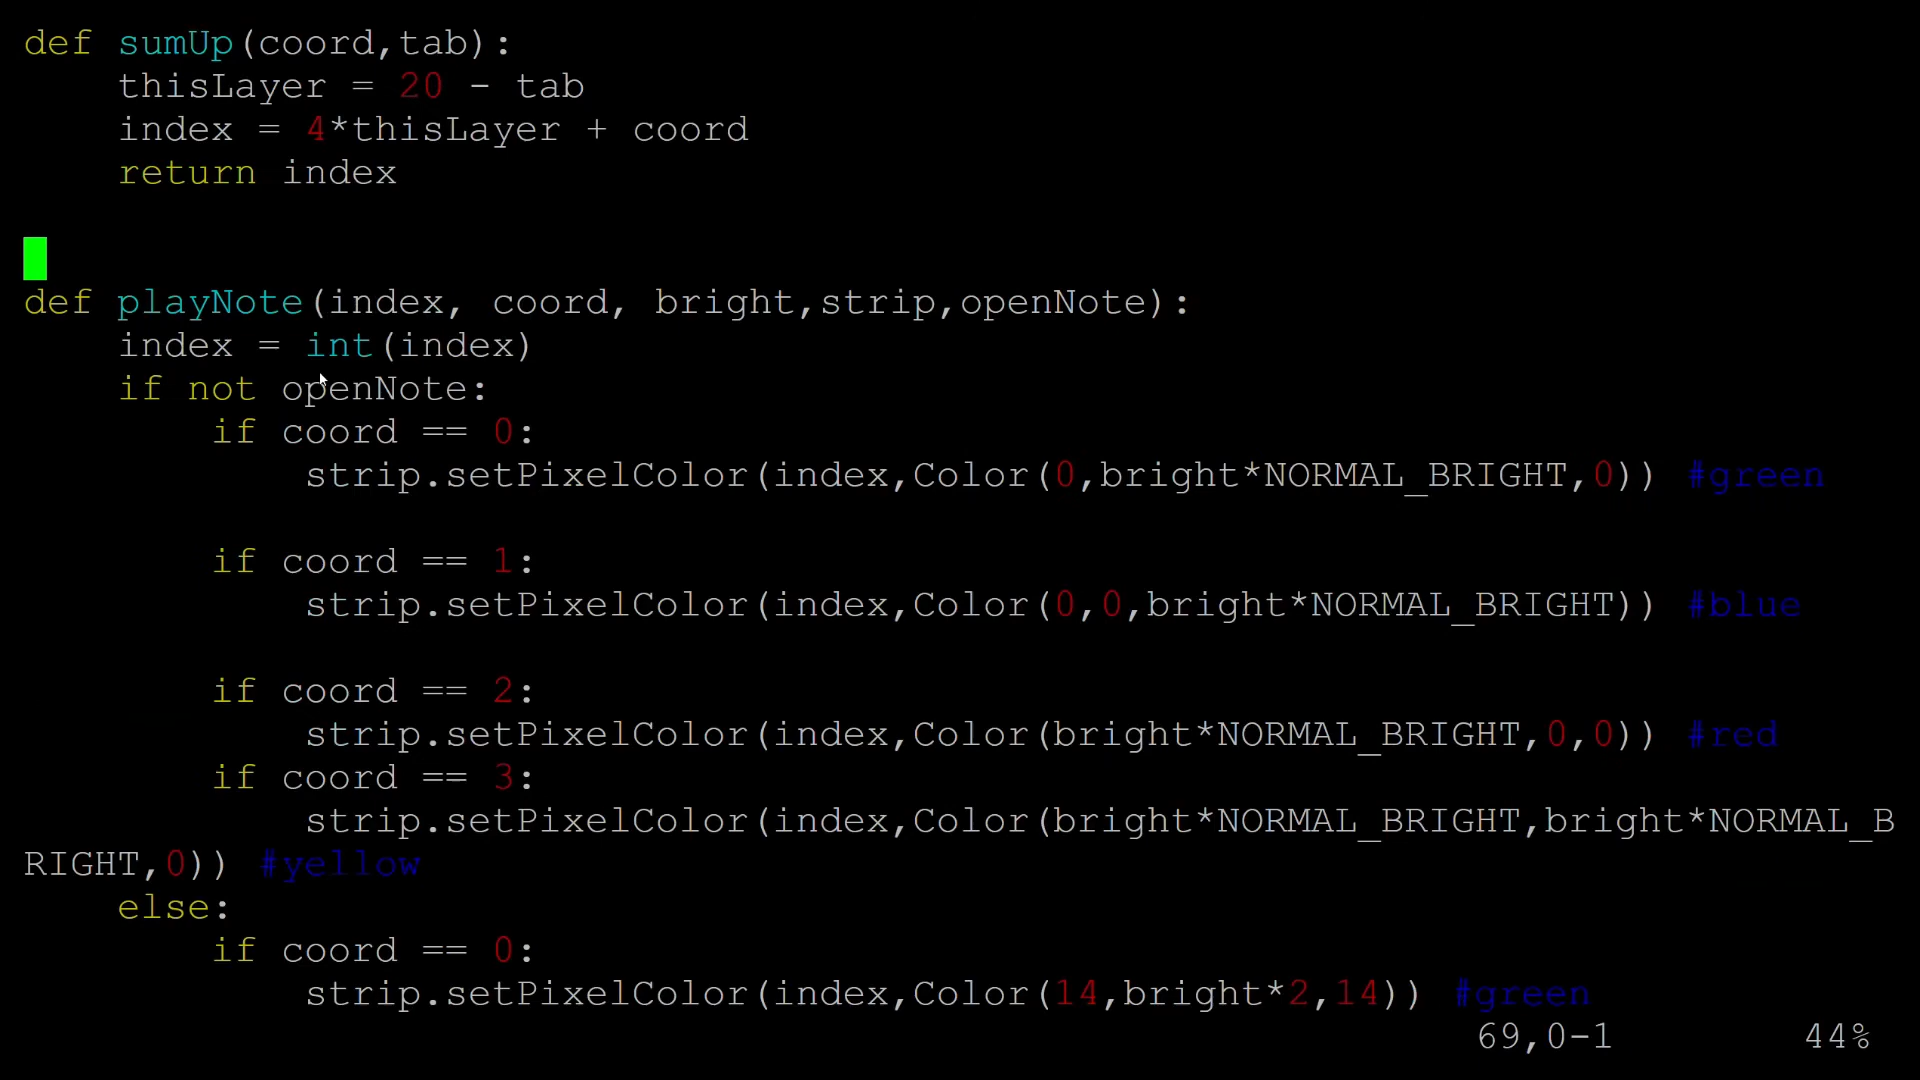 def sumUp(coord,tab):
    thisLayer = 20 - tab
    index = 4*thisLayer + coord
    return index
def playNote(index, coord, bright,strip,openNote):
    index = int(index)
    if not openNote:
        if coord == 0:
            strip.setPixelColor(index,Color(0,bright*NORMAL_BRIGHT,0)) #green
        if coord == 1:
            strip.setPixelColor(index,Color(0,0,bright*NORMAL_BRIGHT)) #blue
        if coord == 2:
            strip.setPixelColor(index,Color(bright*NORMAL_BRIGHT,0,0)) #red
        if coord == 3:
            strip.setPixelColor(index,Color(bright*NORMAL_BRIGHT,bright*NORMAL_B
RIGHT,0)) #yellow
    else:
        if coord == 0:
            strip.setPixelColor(index,Color(14,bright*2,14)) #green
69,0-1 44%